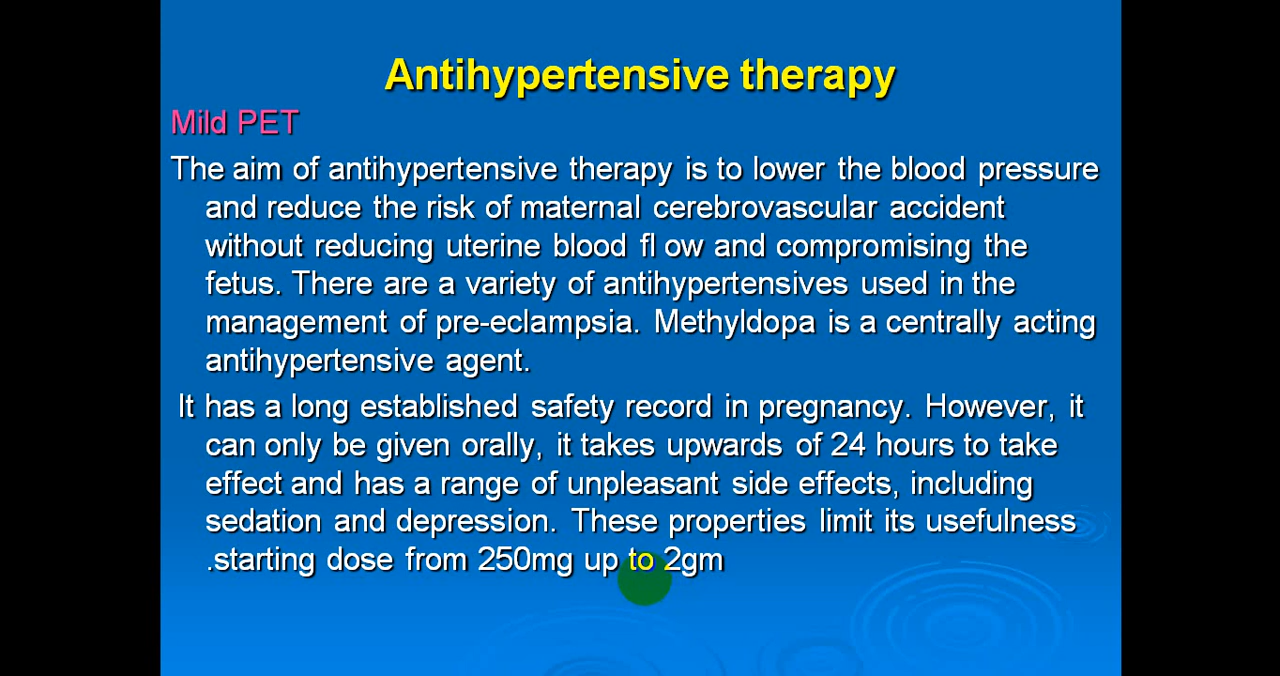 Antihypertensive therapy
Mild PET
The aim of antihypertensive therapy is to lower the blood pressure
and reduce the risk of maternal cerebrovascular accident
without reducing uterine blood fl ow and compromising the
fetus. There are a variety of antihypertensives used in the
management of pre-eclampsia. Methyldopa is a centrally acting
antihypertensive agent.
It has a long established safety record in pregnancy. However, it
can only be given orally, it takes upwards of 24 hours to take
effect and has a range of unpleasant side effects, including
sedation and depression. These properties limit its usefulness
.starting dose from 250mg up to 2gm